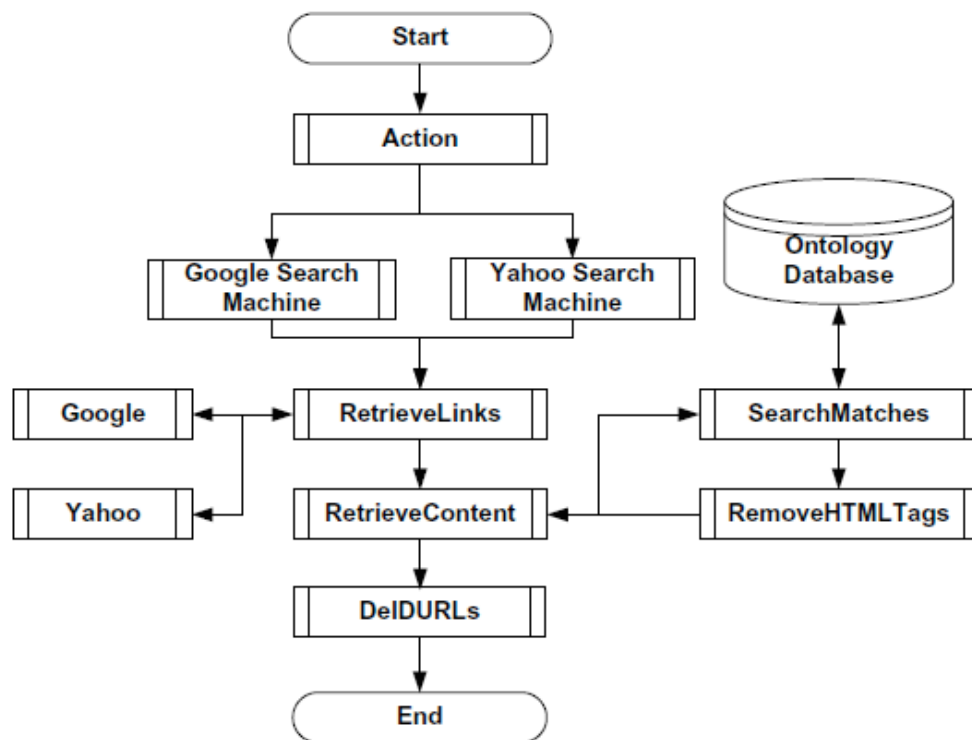 Start
Action
Google Search
Machine
Yahoo Search
Machine
Ontology
Database
Google
RetrieveLinks
SearchMatches
Yahoo
RetrieveContent
RemoveHTMLTags
DelDURLs
End